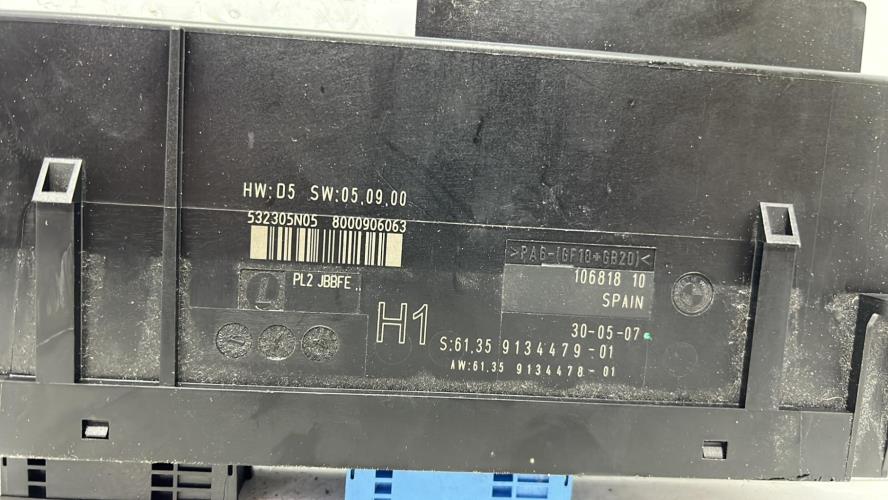 HW:D5 SW:05.09.00
532305N05 8000906063
PL2 JBBFE..
>PA6-(GF10+GB20)<
106818 10
SPAIN
H1
30-05-07
S:61.35 9134479-01
AW:61.35 9134478-01